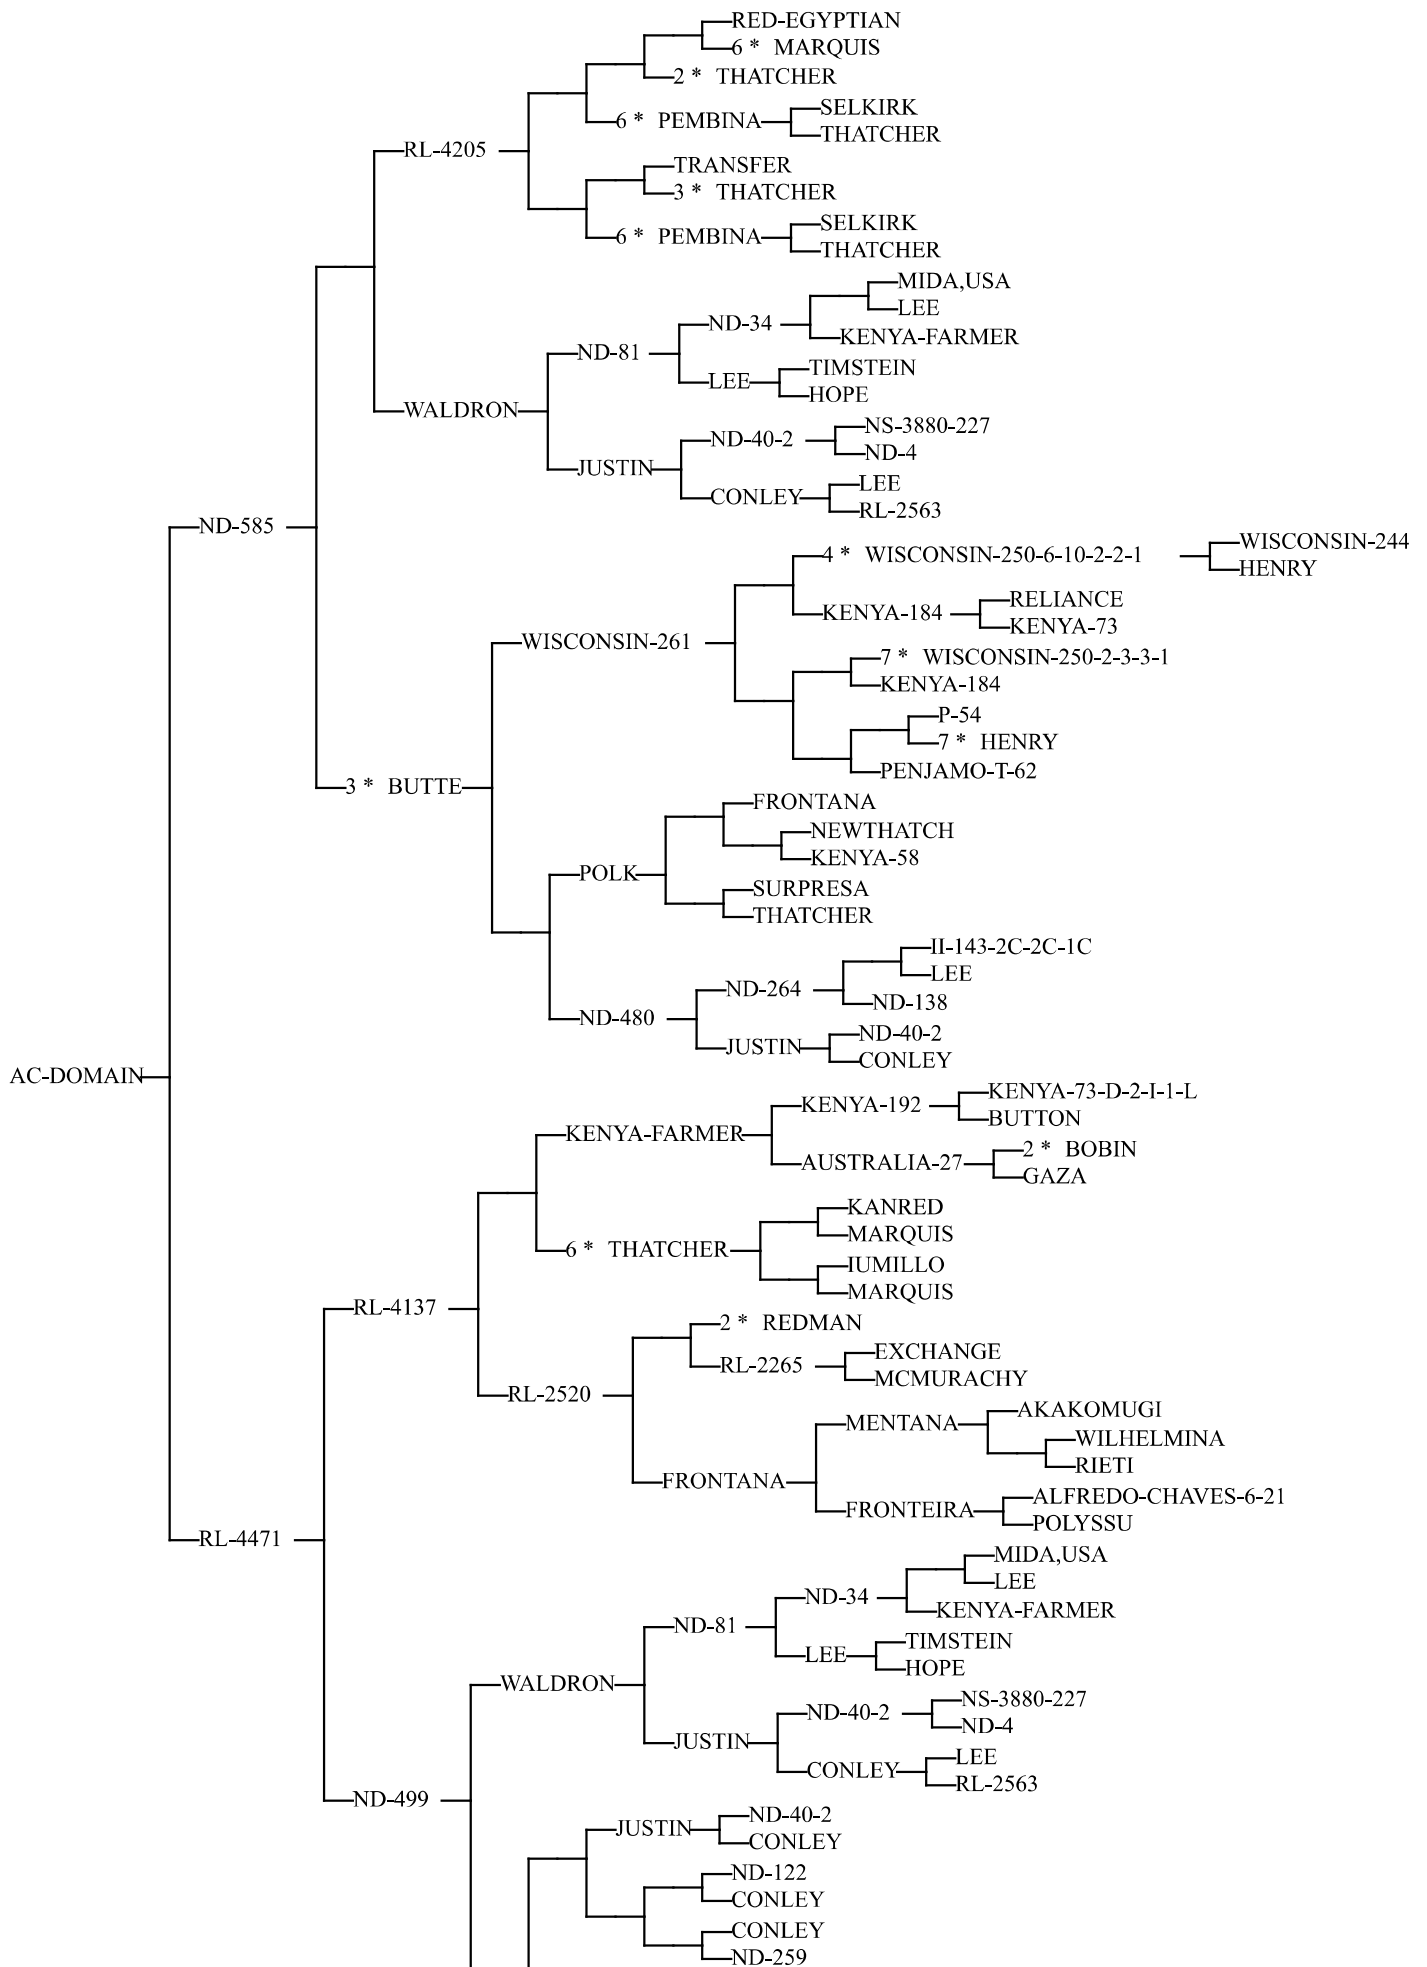 RED-EGYPTIAN
6 * MARQUIS
2 * THATCHER
SELKIRK
6 * PEMBINA
THATCHER
RL-4205
TRANSFER
3 * THATCHER
SELKIRK
6 * PEMBINA
THATCHER
MIDA,USA
LEE
ND-34
KENYA-FARMER
ND-81
TIMSTEIN
LEE
HOPE
WALDRON
NS-3880-227
ND-40-2
ND-4
JUSTIN
LEE
CONLEY
RL-2563
ND-585
WISCONSIN-244
4 * WISCONSIN-250-6-10-2-2-1
HENRY
RELIANCE
KENYA-184
KENYA-73
WISCONSIN-261
7 * WISCONSIN-250-2-3-3-1
KENYA-184
P-54
7 * HENRY
PENJAMO-T-62
3 * BUTTE
FRONTANA
NEWTHATCH
KENYA-58
POLK
SURPRESA
THATCHER
II-143-2C-2C-1C
LEE
ND-264
ND-138
ND-480
ND-40-2
JUSTIN
CONLEY
AC-DOMAIN
KENYA-73-D-2-I-1-L
KENYA-192
BUTTON
KENYA-FARMER
2 * BOBIN
AUSTRALIA-27
GAZA
KANRED
MARQUIS
6 * THATCHER
IUMILLO
MARQUIS
RL-4137
2 * REDMAN
EXCHANGE
RL-2265
MCMURACHY
RL-2520
AKAKOMUGI
MENTANA
WILHELMINA
RIETI
FRONTANA
ALFREDO-CHAVES-6-21
FRONTEIRA
POLYSSU
RL-4471
MIDA,USA
LEE
ND-34
KENYA-FARMER
ND-81
TIMSTEIN
LEE
HOPE
WALDRON
NS-3880-227
ND-40-2
ND-4
JUSTIN
LEE
CONLEY
RL-2563
ND-499
ND-40-2
JUSTIN
CONLEY
ND-122
CONLEY
CONLEY
ND-259